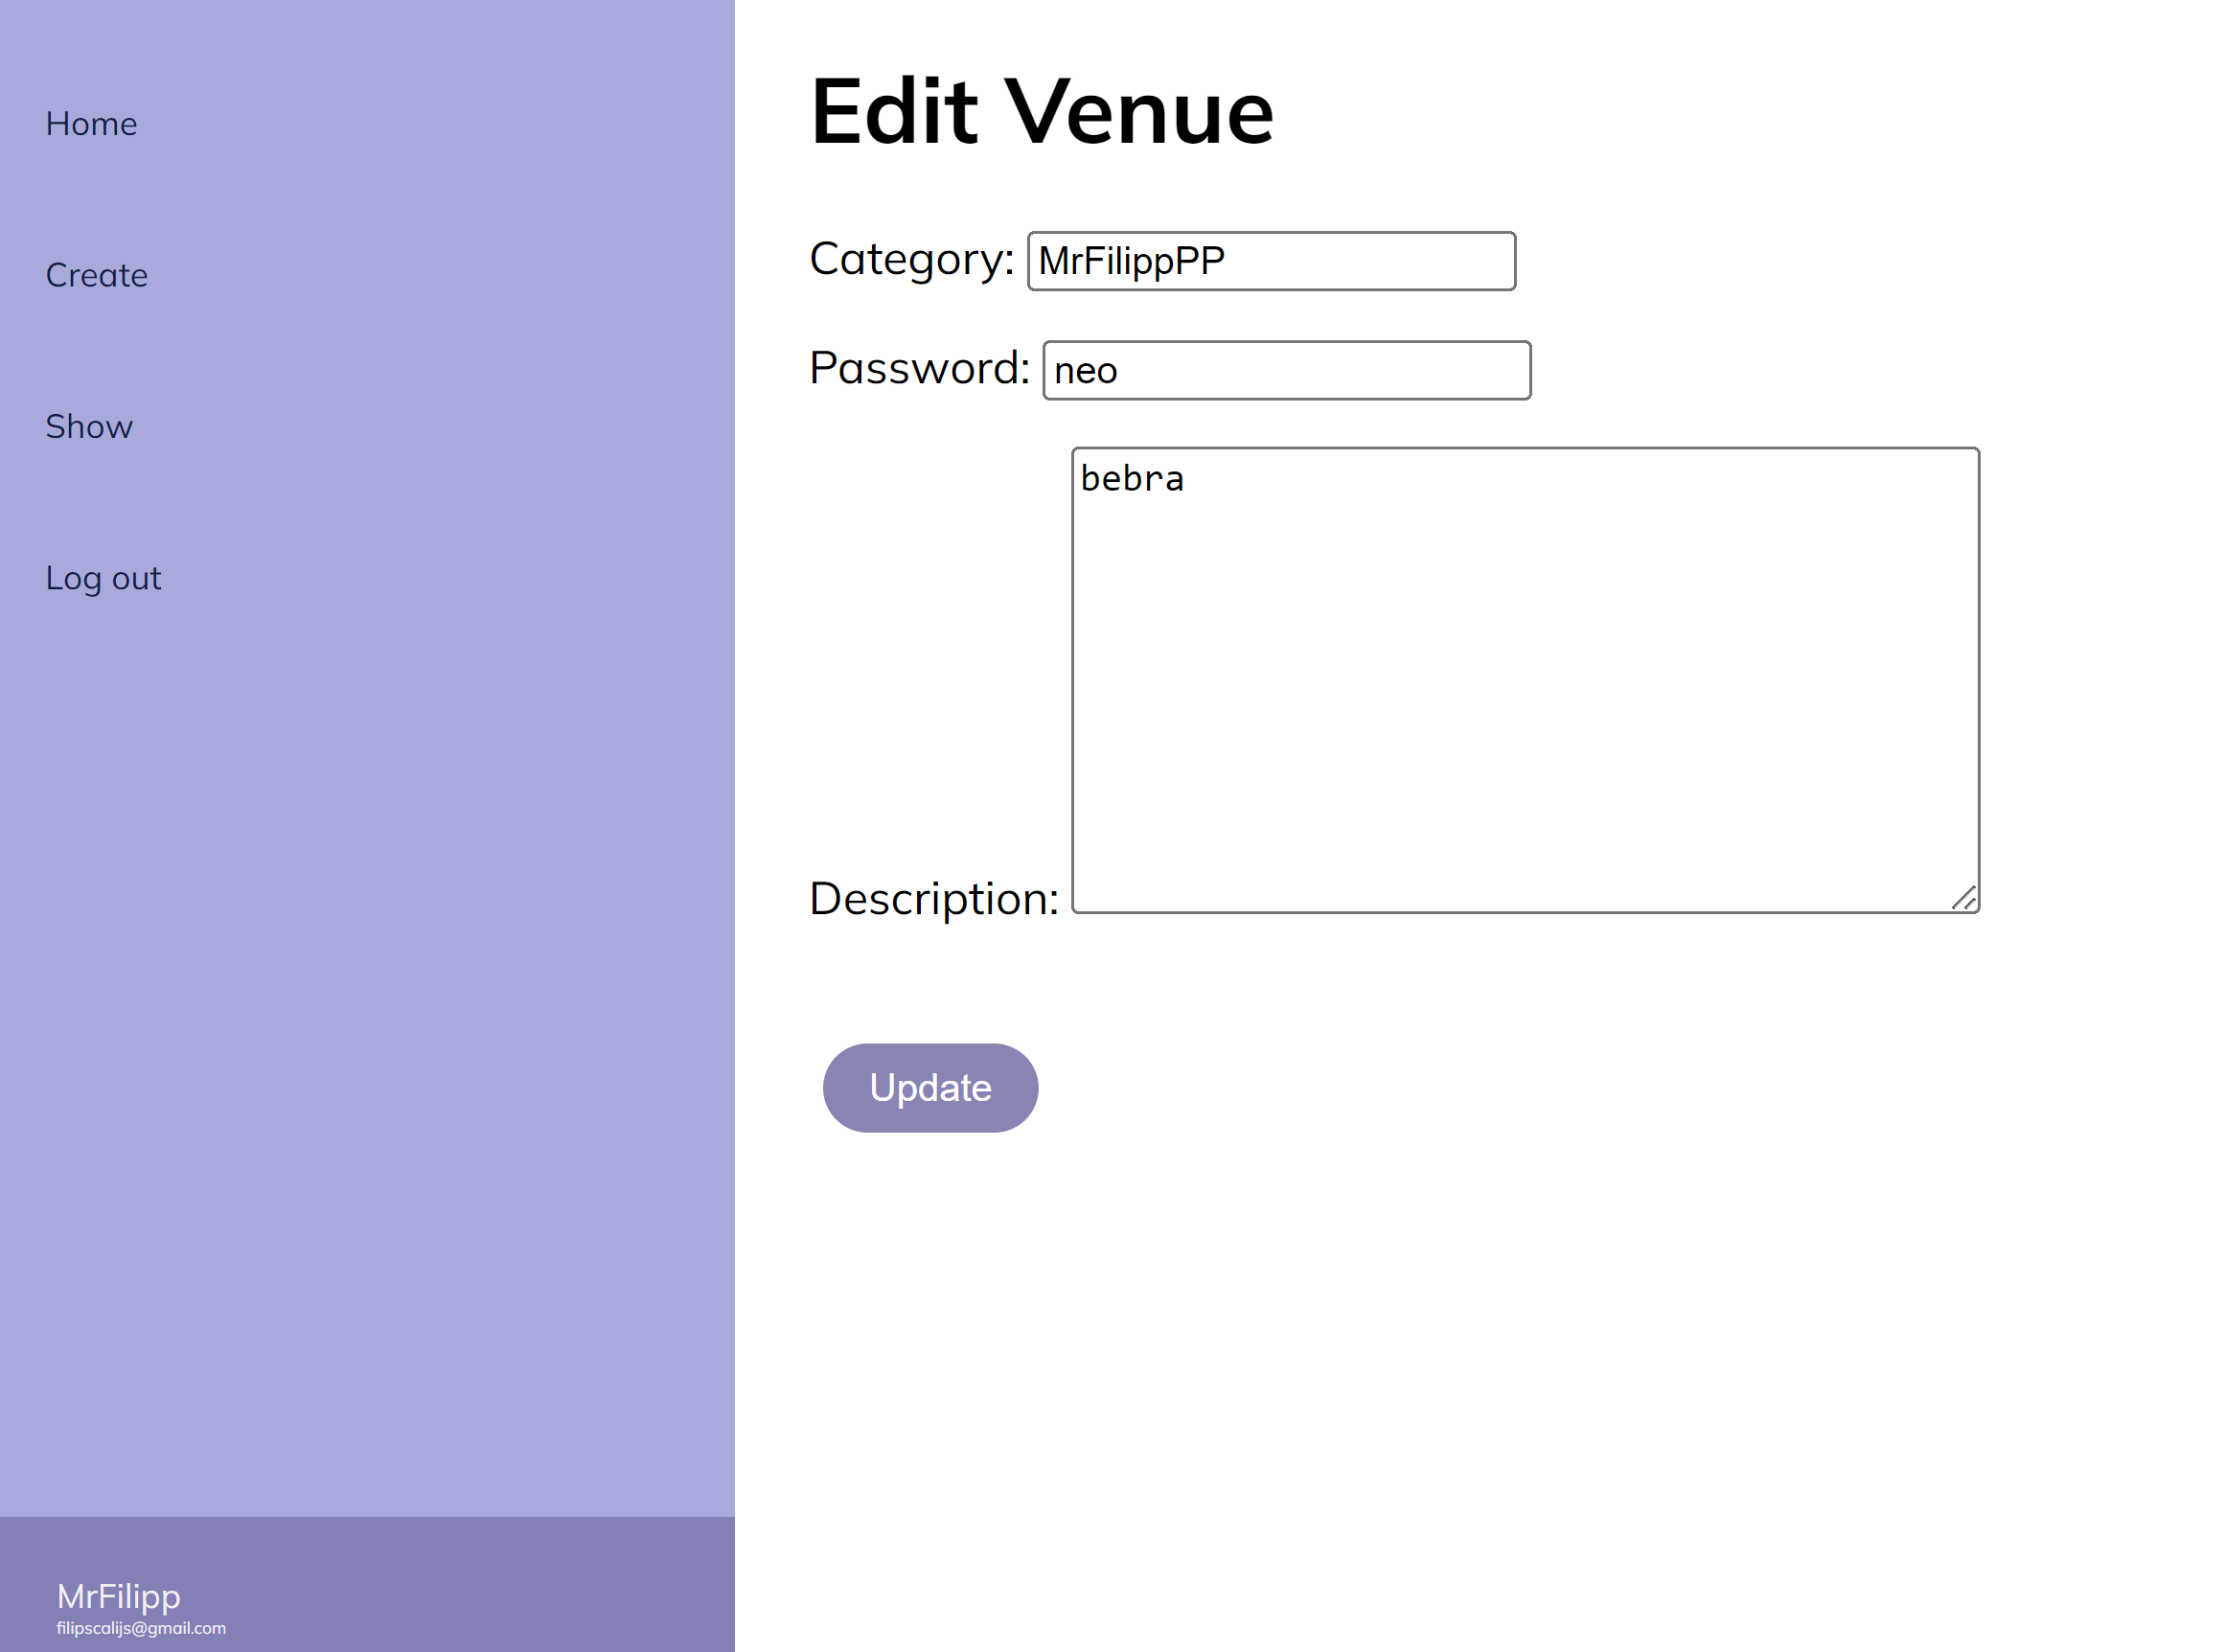 Home
Create
Show
Log out
MrFilipp
filipscalijs@gmail.com
Edit Venue
Category: MrFilippPP
Password: neo
bebra
Description:
Update